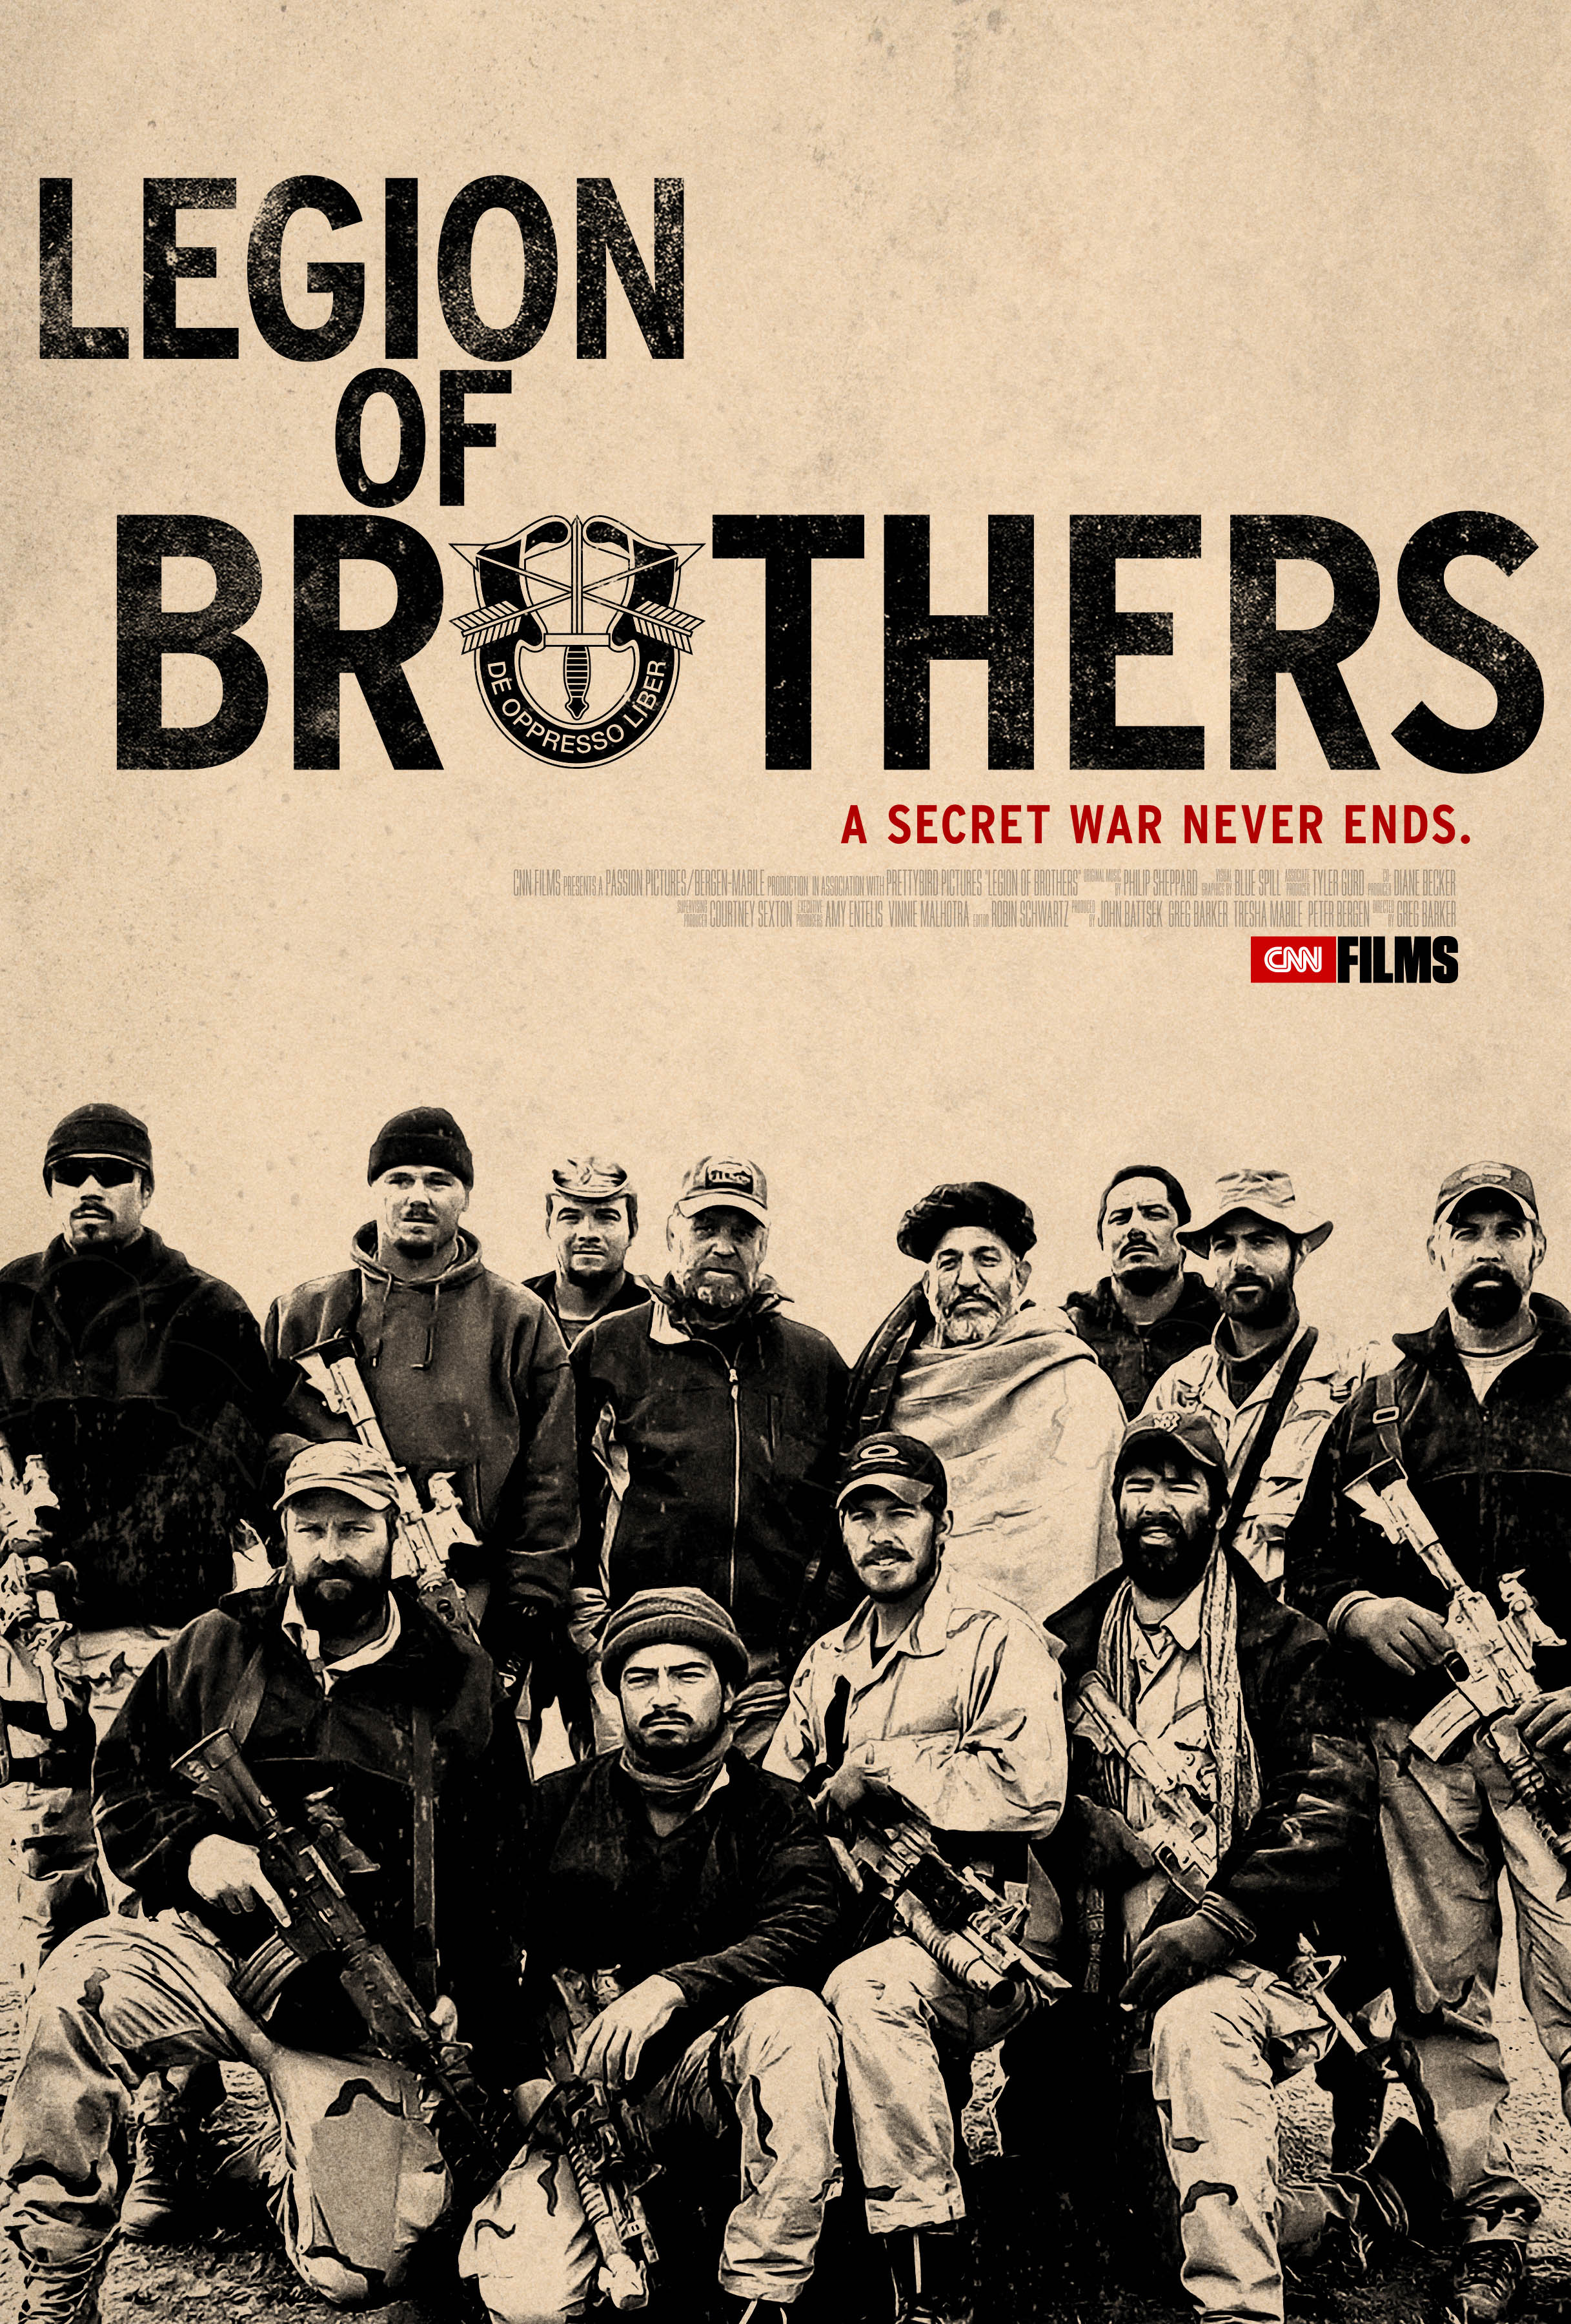 LEGION
OF
BROTHERS
DE OPPRESSO LIBER
A SECRET WAR NEVER ENDS.
CNN FILMS PRESENTS A PASSION PICTURES/BERGEN-MABILE PRODUCTION IN ASSOCIATION WITH PRETTYBIRD PICTURES "LEGION OF BROTHERS" ORIGINAL MUSIC BY PHILIP SHEPPARD VISUAL GRAPHICS BY BLUE SPILL ASSOCIATE PRODUCER TYLER GURD CO-PRODUCER DIANE BECKER
SUPERVISING PRODUCER COURTNEY SEXTON EXECUTIVE PRODUCERS AMY ENTELIS VINNIE MALHOTRA EDITOR ROBIN SCHWARTZ PRODUCED BY JOHN BATTSEK GREG BARKER TRESHA MABILE PETER BERGEN DIRECTED BY GREG BARKER
CNN FILMS